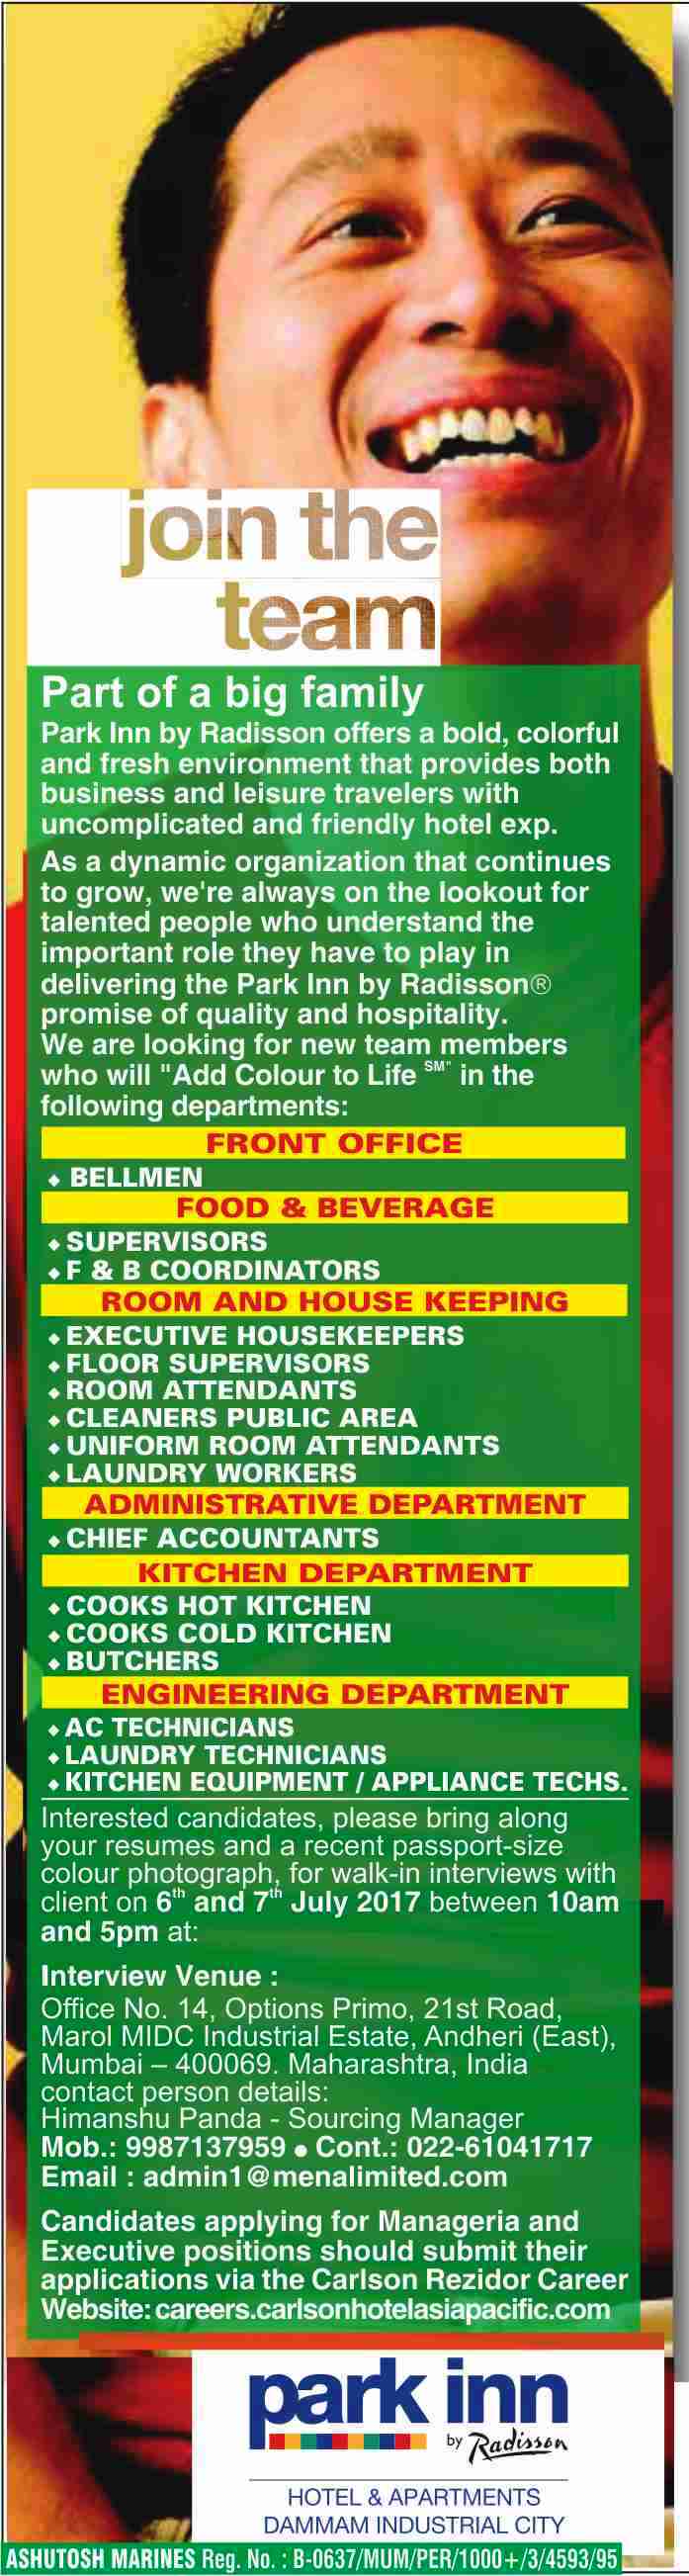 join the
team
Part of a big family
Park Inn by Radisson offers a bold, colorful
and fresh environment that provides both
business and leisure travelers with
uncomplicated and friendly hotel exp.
As a dynamic organization that continues
to grow, we're always on the lookout for
talented people who understand the
important role they have to play in
delivering the Park Inn by Radisson®
promise of quality and hospitality.
We are looking for new team members
who will "Add Colour to Life SM" in the
following departments:
FRONT OFFICE
◆ BELLMEN
FOOD & BEVERAGE
◆ SUPERVISORS
◆ F & B COORDINATORS
ROOM AND HOUSE KEEPING
◆ EXECUTIVE HOUSEKEEPERS
◆ FLOOR SUPERVISORS
◆ ROOM ATTENDANTS
◆ CLEANERS PUBLIC AREA
◆ UNIFORM ROOM ATTENDANTS
◆ LAUNDRY WORKERS
ADMINISTRATIVE DEPARTMENT
◆ CHIEF ACCOUNTANTS
KITCHEN DEPARTMENT
◆ COOKS HOT KITCHEN
◆ COOKS COLD KITCHEN
◆ BUTCHERS
ENGINEERING DEPARTMENT
◆ AC TECHNICIANS
◆ LAUNDRY TECHNICIANS
◆ KITCHEN EQUIPMENT / APPLIANCE TECHS.
Interested candidates, please bring along
your resumes and a recent passport-size
colour photograph, for walk-in interviews with
client on 6th and 7th July 2017 between 10am
and 5pm at:
Interview Venue :
Office No. 14, Options Primo, 21st Road,
Marol MIDC Industrial Estate, Andheri (East),
Mumbai – 400069. Maharashtra, India
contact person details:
Himanshu Panda - Sourcing Manager
Mob.: 9987137959 ● Cont.: 022-61041717
Email : admin1@menalimited.com
Candidates applying for Manageria and
Executive positions should submit their
applications via the Carlson Rezidor Career
Website: careers.carlsonhotelasiapacific.com
park inn
by Radisson
HOTEL & APARTMENTS
DAMMAM INDUSTRIAL CITY
ASHUTOSH MARINES Reg. No. : B-0637/MUM/PER/1000+/3/4593/95